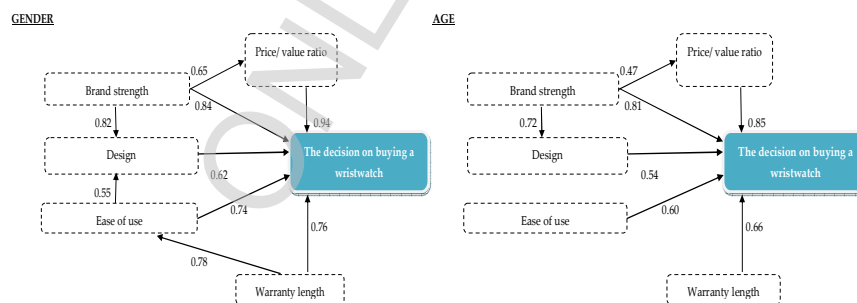 GENDER
Price/ value ratio
0.65
Brand strength
0.84
0.82
0.94
Design
The decision on buying a
wristwatch
0.62
0.55
0.74
Ease of use
0.76
0.78
Warranty length
AGE
Price/ value ratio
0.47
Brand strength
0.81
0.72
0.85
Design
The decision on buying a
wristwatch
0.54
0.60
Ease of use
0.66
Warranty length